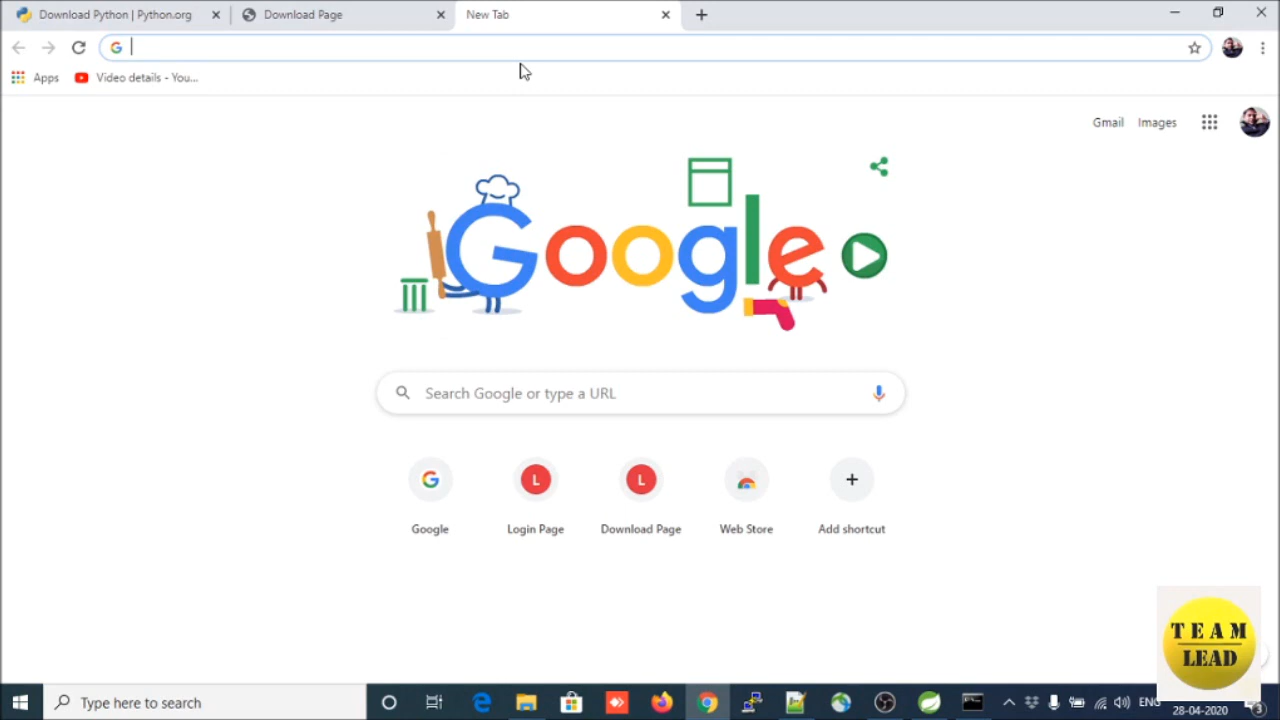 Download Python | Python.org
Download Page
New Tab
Apps
Video details - You...
Gmail
Images
Google
Search Google or type a URL
Google
Login Page
Download Page
Web Store
Add shortcut
L
L
TEAM
LEAD
Type here to search
ENG
28-04-2020
3